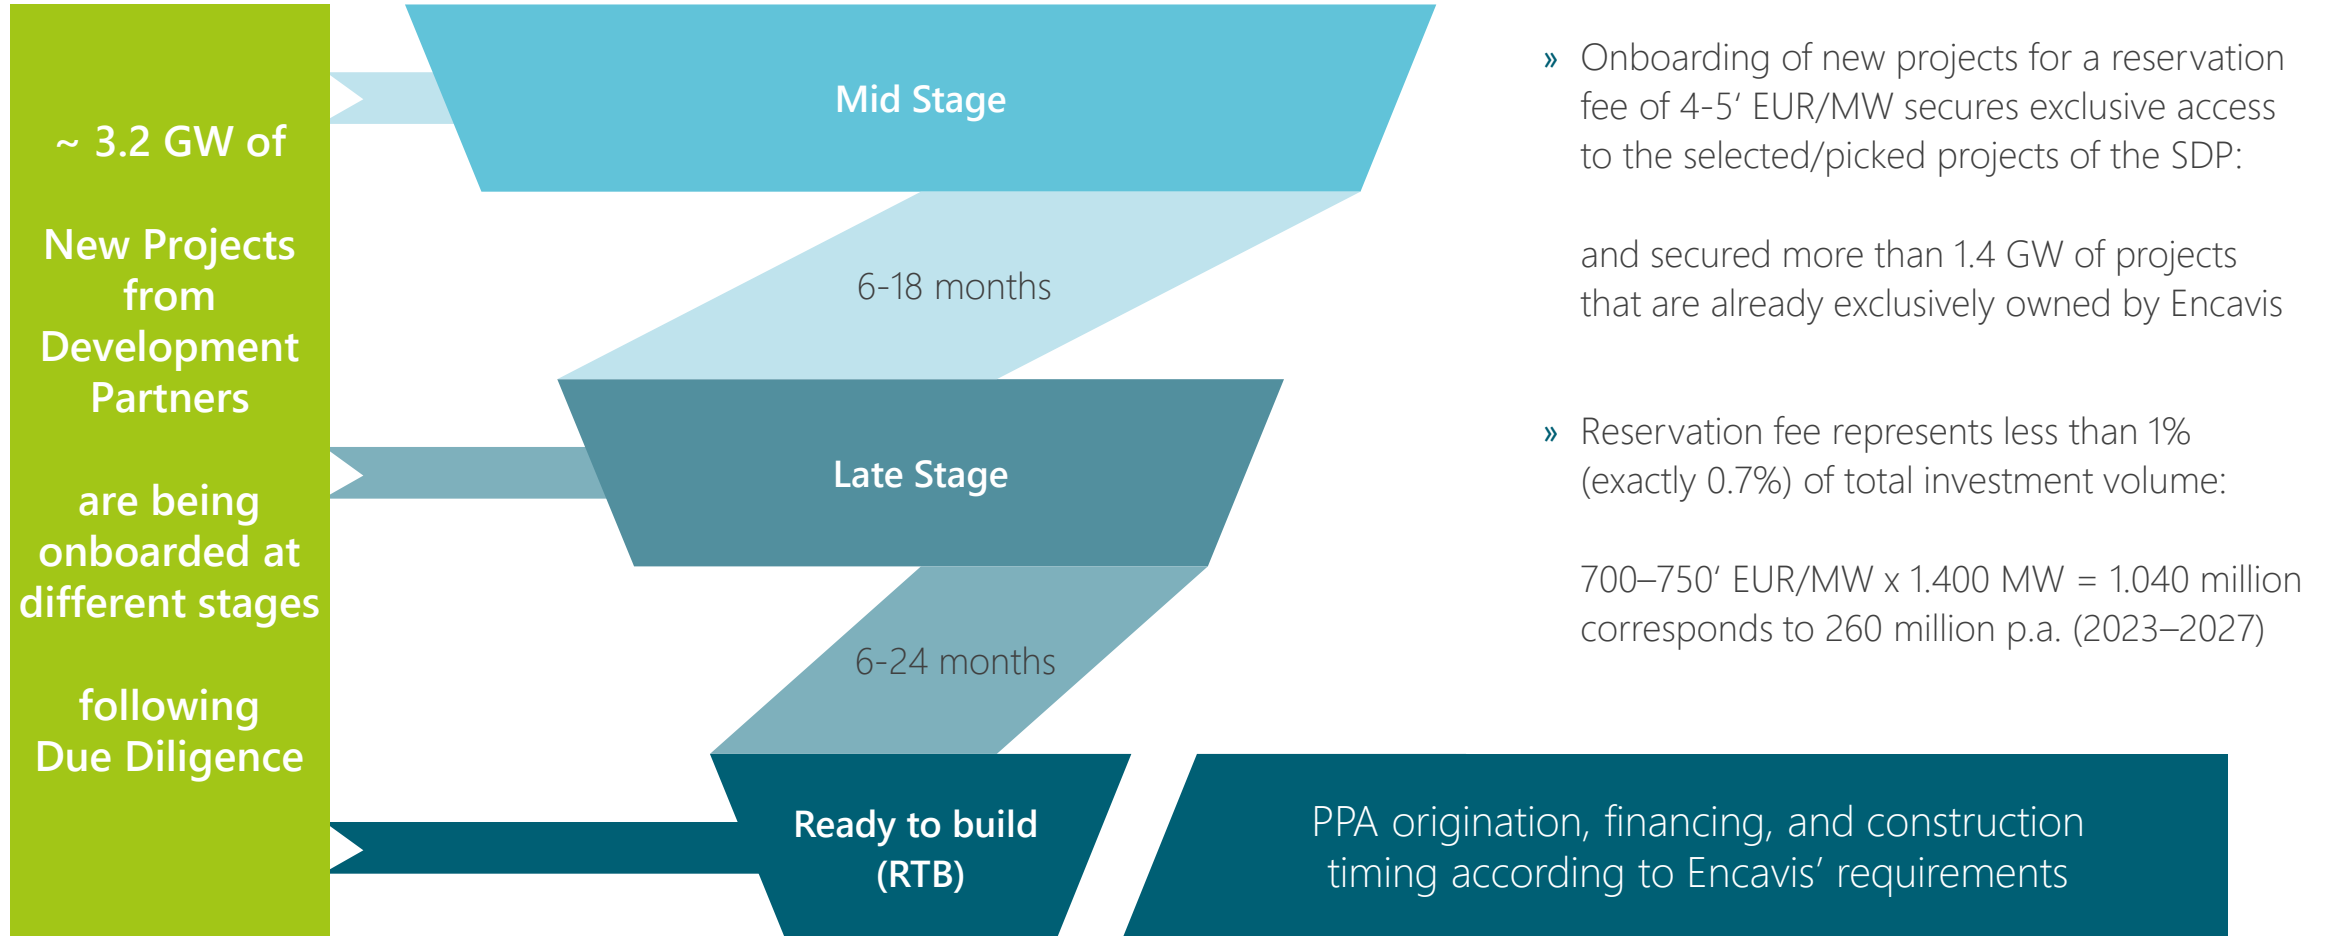 ~ 3.2 GW of
New Projects
from
Development
Partners
are being
onboarded at
different stages
following
Due Diligence
Mid Stage
6-18 months
Late Stage
6-24 months
Ready to build
(RTB)
» Onboarding of new projects for a reservation
fee of 4-5‘ EUR/MW secures exclusive access
to the selected/picked projects of the SDP:
and secured more than 1.4 GW of projects
that are already exclusively owned by Encavis
» Reservation fee represents less than 1%
(exactly 0.7%) of total investment volume:
700–750‘ EUR/MW x 1.400 MW = 1.040 million
corresponds to 260 million p.a. (2023–2027)
PPA origination, financing, and construction
timing according to Encavis’ requirements